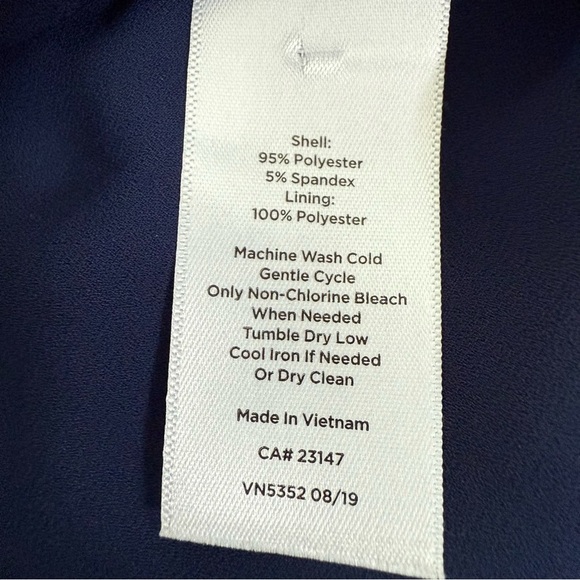 Shell:
95% Polyester
5% Spandex
Lining:
100% Polyester
Machine Wash Cold
Gentle Cycle
Only Non-Chlorine Bleach
When Needed
Tumble Dry Low
Cool Iron If Needed
Or Dry Clean
Made In Vietnam
CA# 23147
VN5352 08/19